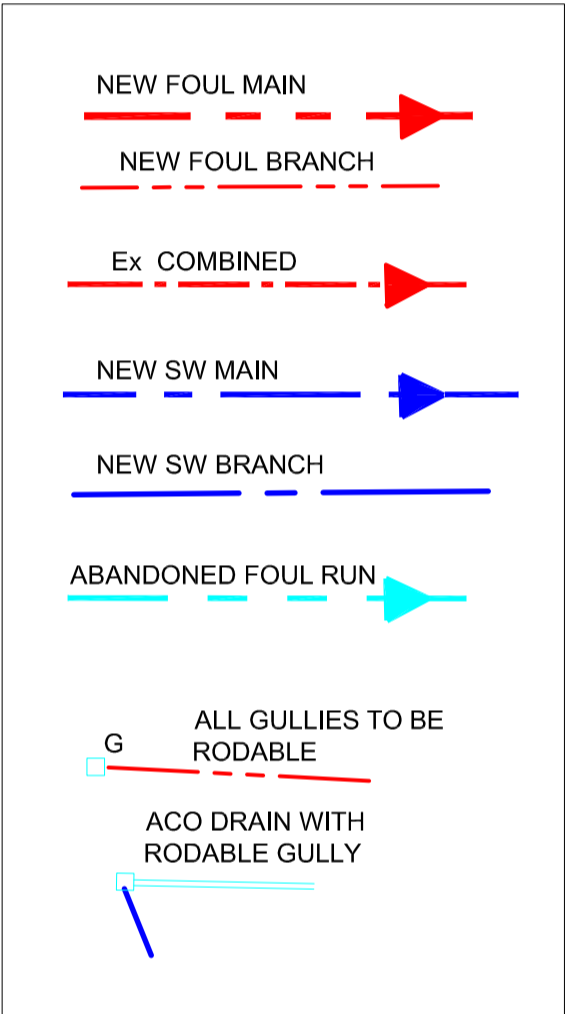 NEW FOUL MAIN
NEW FOUL BRANCH
Ex COMBINED
NEW SW MAIN
NEW SW BRANCH
ABANDONED FOUL RUN
G
ALL GULLIES TO BE
RODABLE
ACO DRAIN WITH
RODABLE GULLY